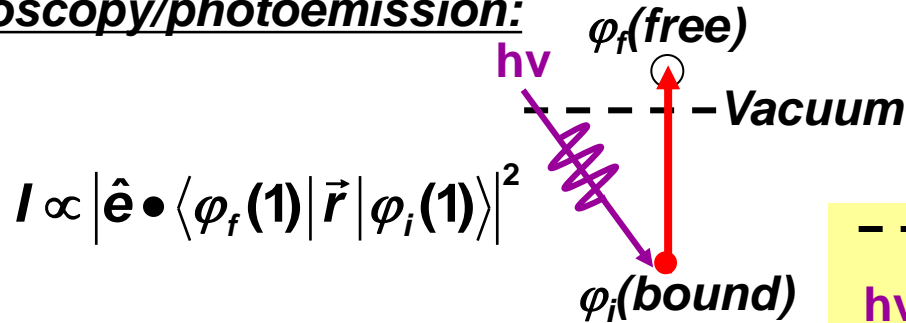 oscopy/photoemission:
φf(free)
hν
Vacuum
I ∝ |ê • ⟨φf(1)| r⃗ |φi(1)⟩|²
φi(bound)
hν